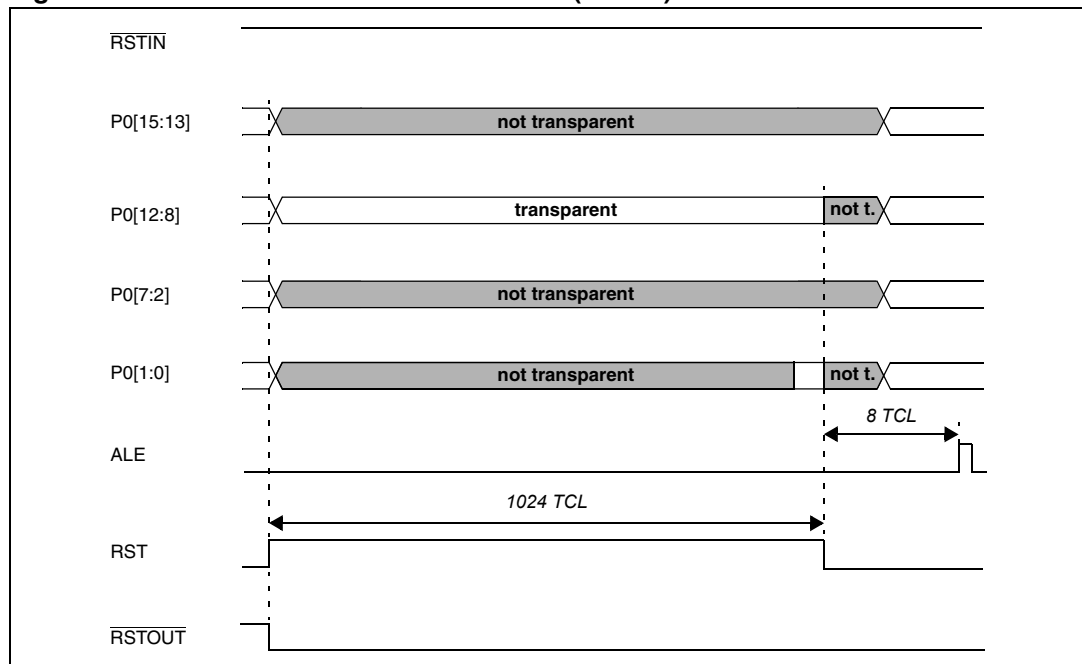 RSTIN
P0[15:13] not transparent
P0[12:8] transparent not t.
P0[7:2] not transparent
P0[1:0] not transparent not t.
8 TCL
ALE
1024 TCL
RST
RSTOUT